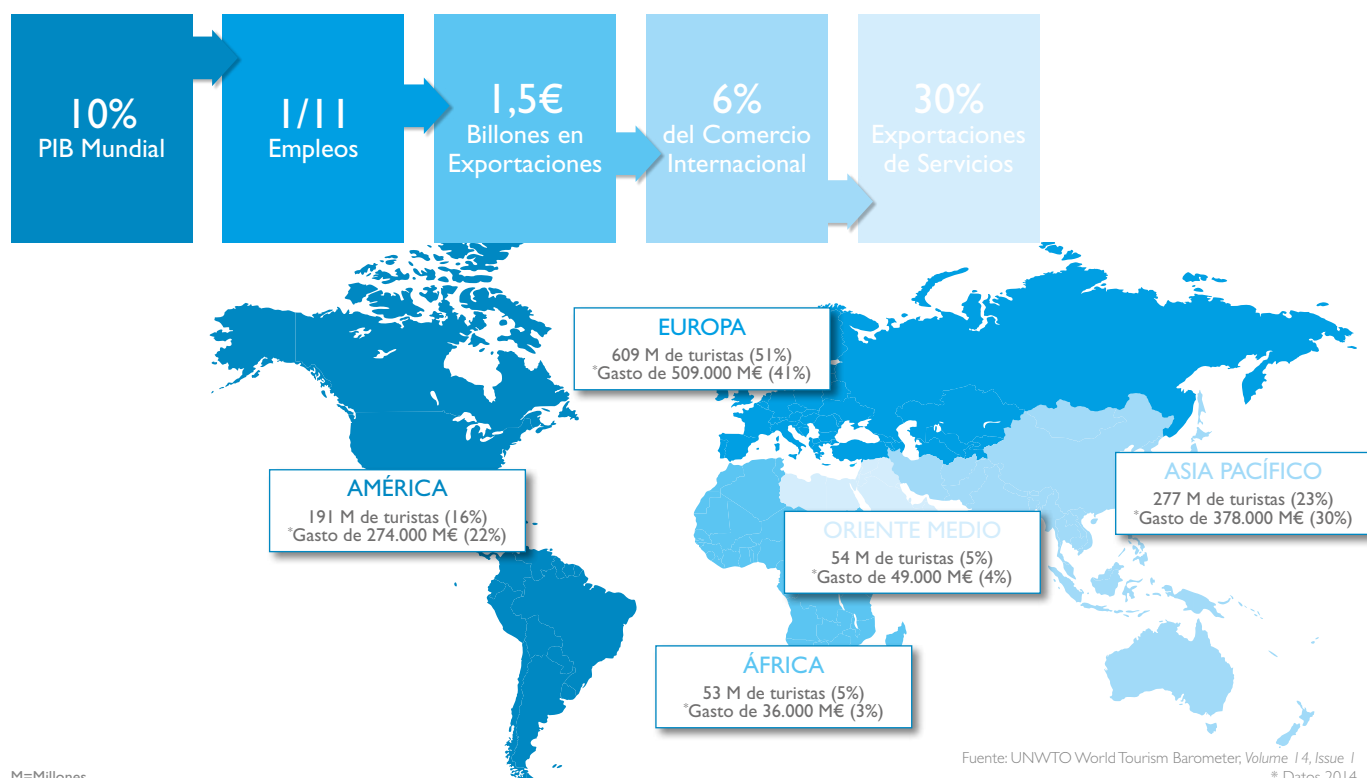 10%
PIB Mundial
1/11
Empleos
1,5€
Billones en
Exportaciones
6%
del Comercio
Internacional
30%
Exportaciones
de Servicios
EUROPA
609 M de turistas (51%)
*Gasto de 509.000 M€ (41%)
AMÉRICA
191 M de turistas (16%)
*Gasto de 274.000 M€ (22%)
ASIA PACÍFICO
277 M de turistas (23%)
*Gasto de 378.000 M€ (30%)
ORIENTE MEDIO
54 M de turistas (5%)
*Gasto de 49.000 M€ (4%)
ÁFRICA
53 M de turistas (5%)
*Gasto de 36.000 M€ (3%)
Fuente: UNWTO World Tourism Barometer, Volume 14, Issue 1
* Datos 2014
M=Millones